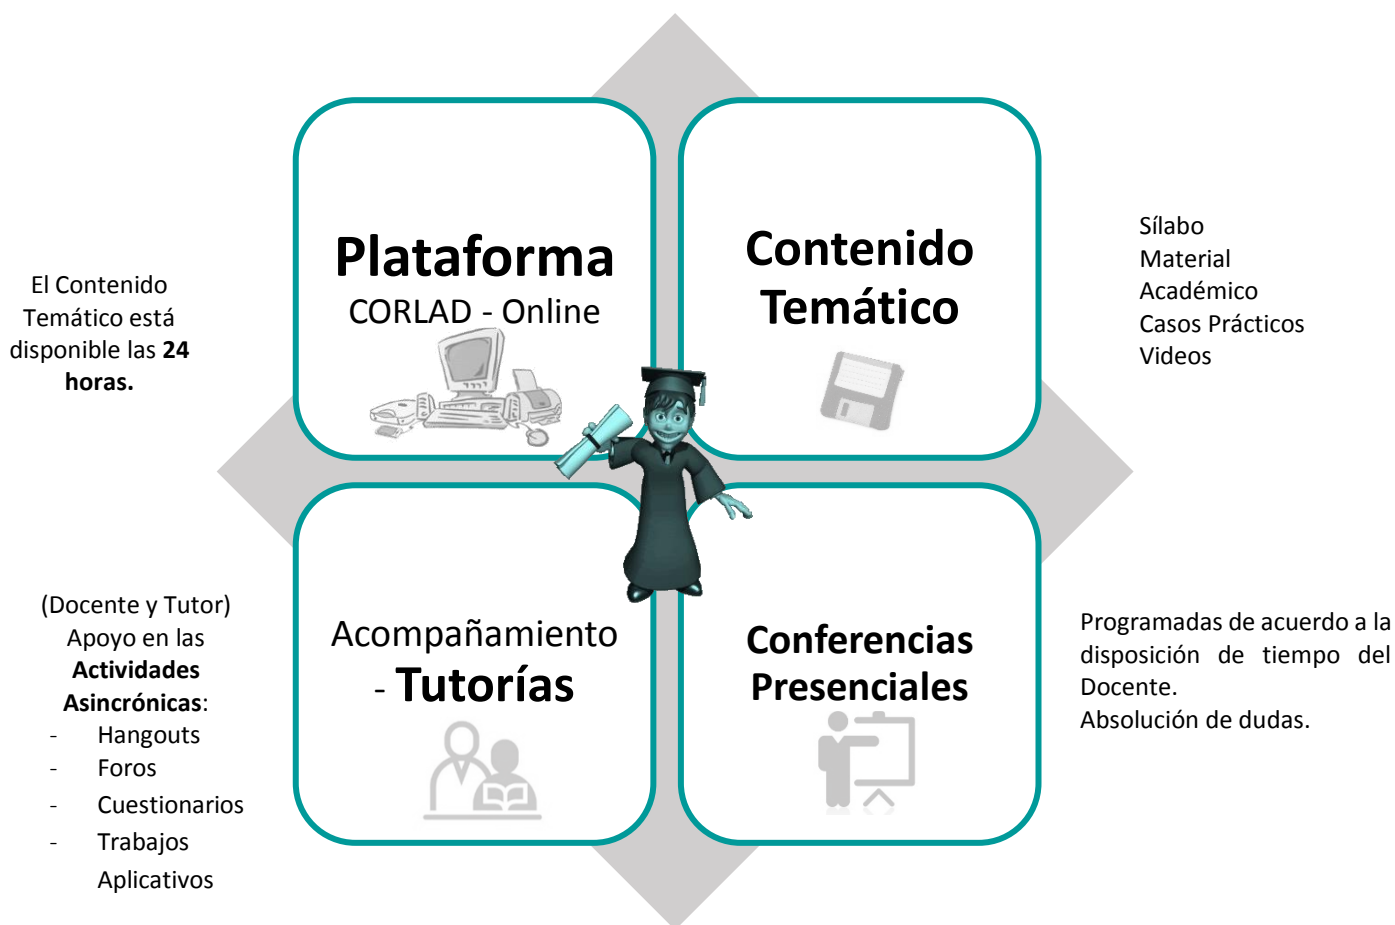 Plataforma
CORLAD - Online
Contenido
Temático
El Contenido
Temático está
disponible las 24
horas.
Sílabo
Material
Académico
Casos Prácticos
Videos
(Docente y Tutor)
Apoyo en las
Actividades
Asincrónicas:
- Hangouts
- Foros
- Cuestionarios
- Trabajos
Aplicativos
Acompañamiento
- Tutorías
Conferencias
Presenciales
Programadas de acuerdo a la
disposición de tiempo del
Docente.
Absolución de dudas.